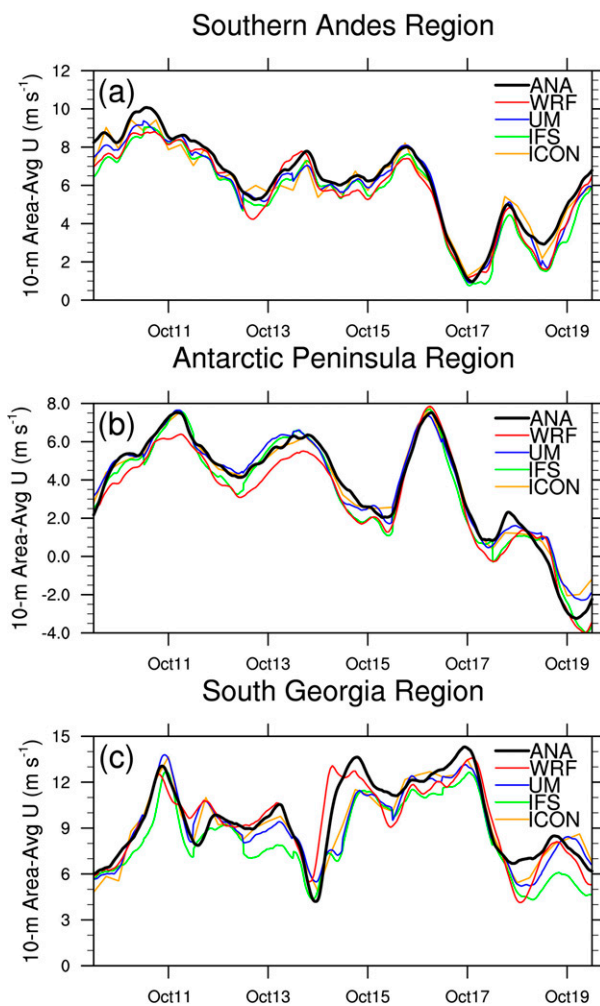 Southern Andes Region
(a)
10-m Area-Avg U (m s⁻¹)
12
10
8
6
4
2
0
ANA
WRF
UM
IFS
ICON
Oct11 Oct13 Oct15 Oct17 Oct19
Antarctic Peninsula Region
(b)
10-m Area-Avg U (m s⁻¹)
8.0
6.0
4.0
2.0
0.0
-2.0
-4.0
ANA
WRF
UM
IFS
ICON
Oct11 Oct13 Oct15 Oct17 Oct19
South Georgia Region
(c)
10-m Area-Avg U (m s⁻¹)
15
12
9
6
3
0
ANA
WRF
UM
IFS
ICON
Oct11 Oct13 Oct15 Oct17 Oct19